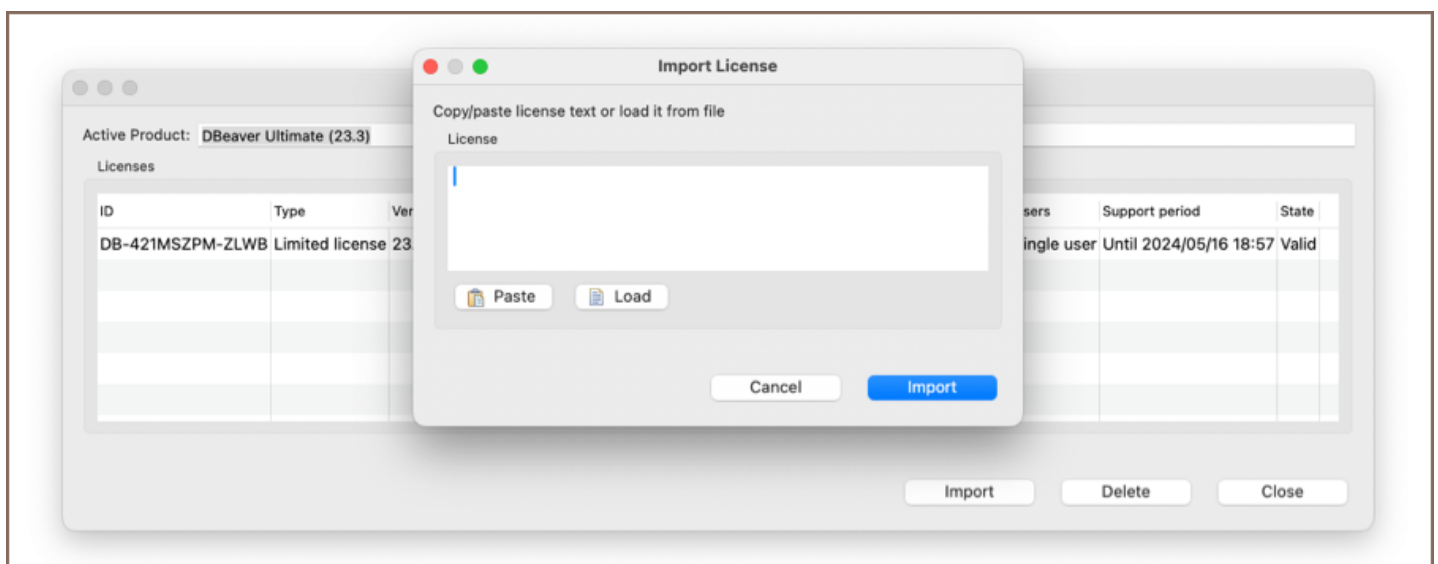 Import License
Copy/paste license text or load it from file
License
Paste Load
Cancel Import
Active Product: DBeaver Ultimate (23.3)
Licenses
ID Type Ver sers Support period State
DB-421MSZPM-ZLWB Limited license 23. ingle user Until 2024/05/16 18:57 Valid
Import Delete Close